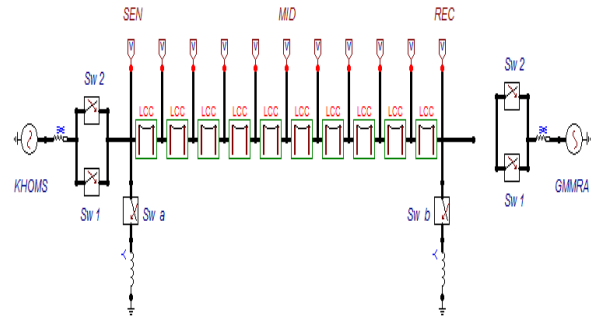 SEN MID REC
V V V V V V V V V V V
Sw 2 Sw 2
LCC LCC LCC LCC LCC LCC LCC LCC LCC LCC
KHOMS GMMRA
Sw 1 Sw 1
Sw a Sw b
Y Y